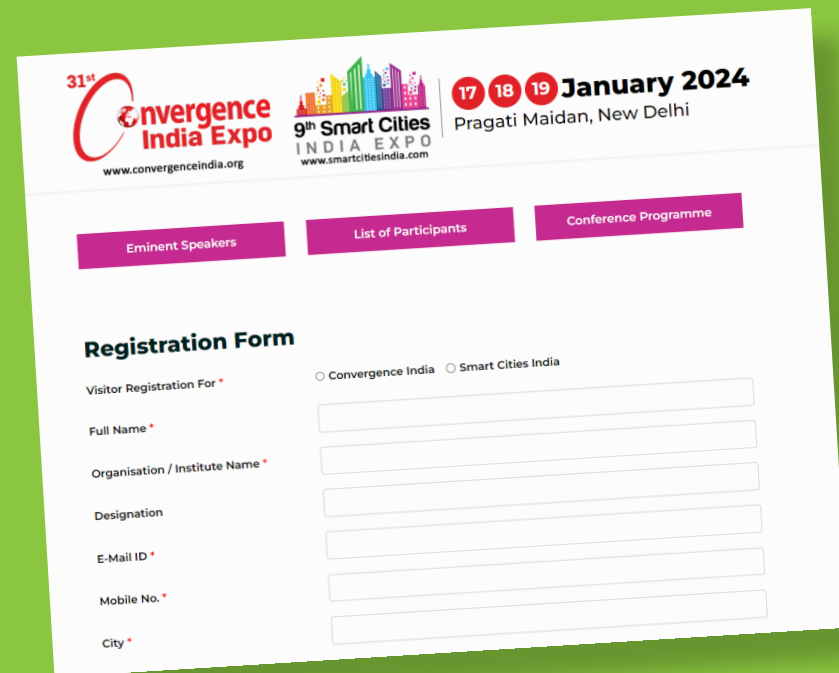 31st Convergence India Expo
www.convergenceindia.org
9th Smart Cities
INDIA EXPO
www.smartcitiesindia.com
17 18 19 January 2024
Pragati Maidan, New Delhi
Eminent Speakers
List of Participants
Conference Programme
Registration Form
Visitor Registration For * Convergence India Smart Cities India
Full Name *
Organisation / Institute Name *
Designation
E-Mail ID *
Mobile No. *
City *